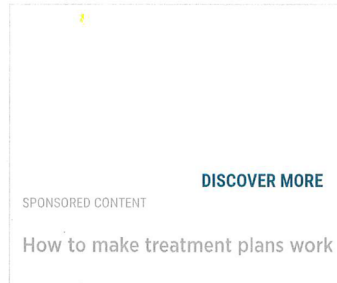 DISCOVER MORE
SPONSORED CONTENT
How to make treatment plans work